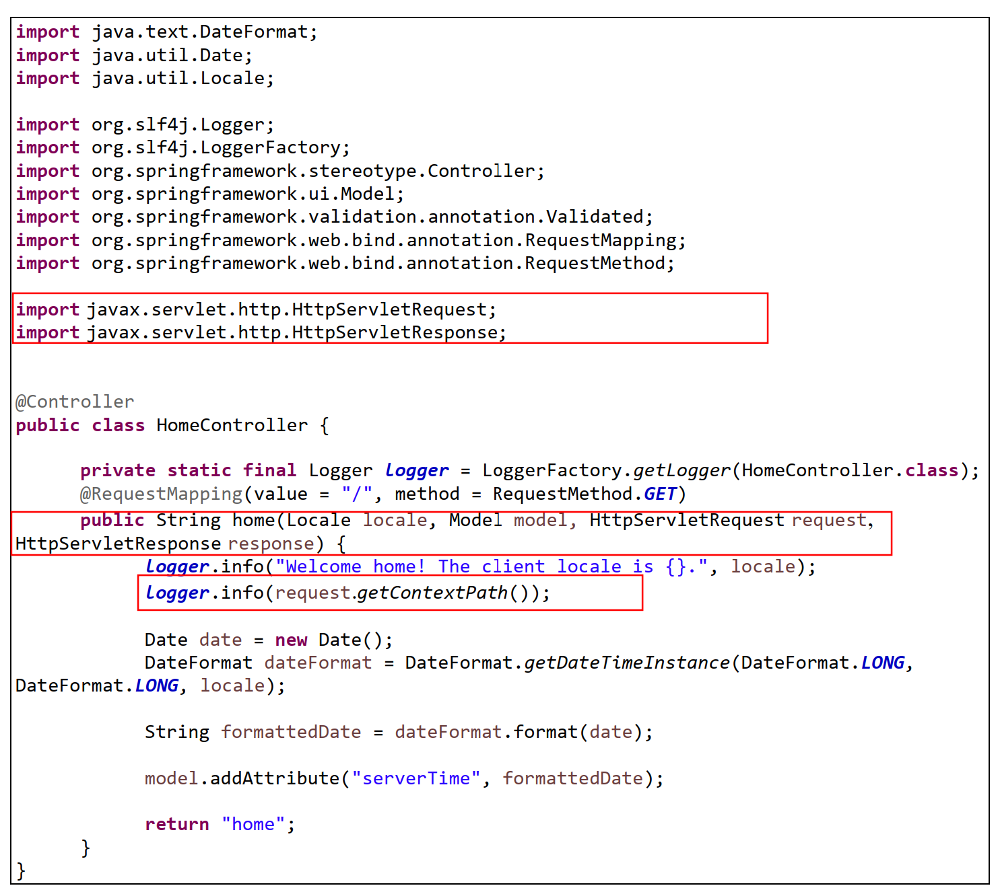 import java.text.DateFormat;
import java.util.Date;
import java.util.Locale;
import org.slf4j.Logger;
import org.slf4j.LoggerFactory;
import org.springframework.stereotype.Controller;
import org.springframework.ui.Model;
import org.springframework.validation.annotation.Validated;
import org.springframework.web.bind.annotation.RequestMapping;
import org.springframework.web.bind.annotation.RequestMethod;
import javax.servlet.http.HttpServletRequest;
import javax.servlet.http.HttpServletResponse;
@Controller
public class HomeController {
private static final Logger logger = LoggerFactory.getLogger(HomeController.class);
@RequestMapping(value = "/", method = RequestMethod.GET)
public String home(Locale locale, Model model, HttpServletRequest request,
HttpServletResponse response) {
logger.info("Welcome home! The client locale is {}.", locale);
logger.info(request.getContextPath());
Date date = new Date();
DateFormat dateFormat = DateFormat.getDateTimeInstance(DateFormat.LONG,
DateFormat.LONG, locale);
String formattedDate = dateFormat.format(date);
model.addAttribute("serverTime", formattedDate);
return "home";
}
}